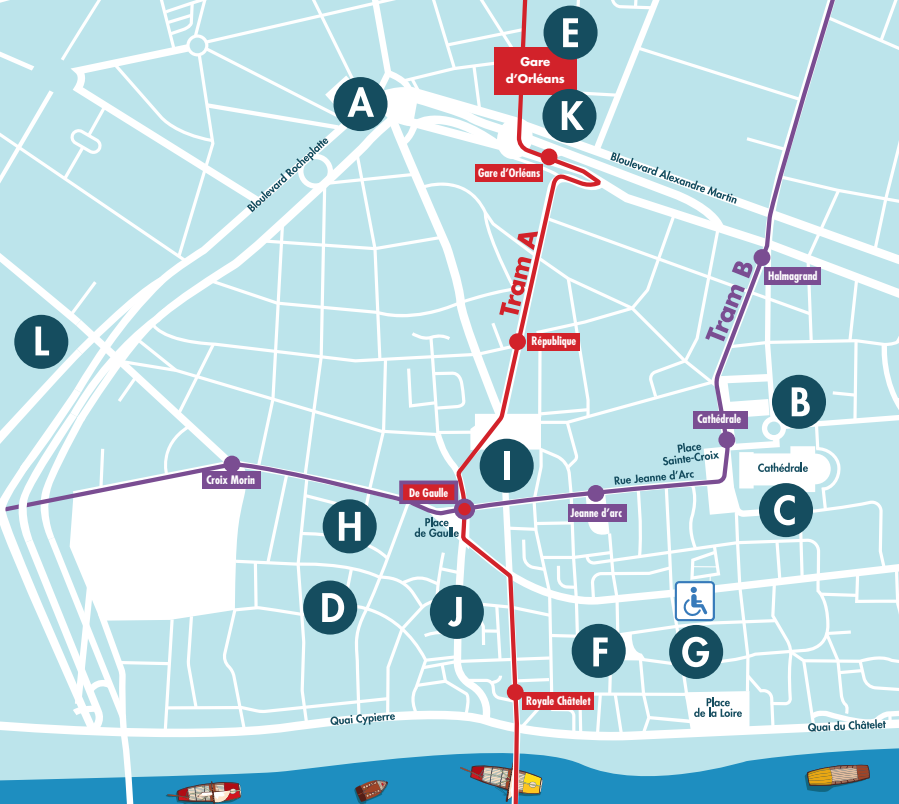 E
Gare
d'Orléans
A
K
Bloulevard Rocheplatte
Bloulevard Alexandre Martin
Gare d'Orléans
Tram A
Tram B
Halmagrand
L
République
B
Cathédrale
Place
Sainte-Croix
Cathédrale
I
Rue Jeanne d'Arc
Croix Morin
De Gaulle
Jeanne d'arc
C
H
Place
de Gaulle
D
J
F
G
Royale Châtelet
Place
de la Loire
Quai Cypierre
Quai du Châtelet